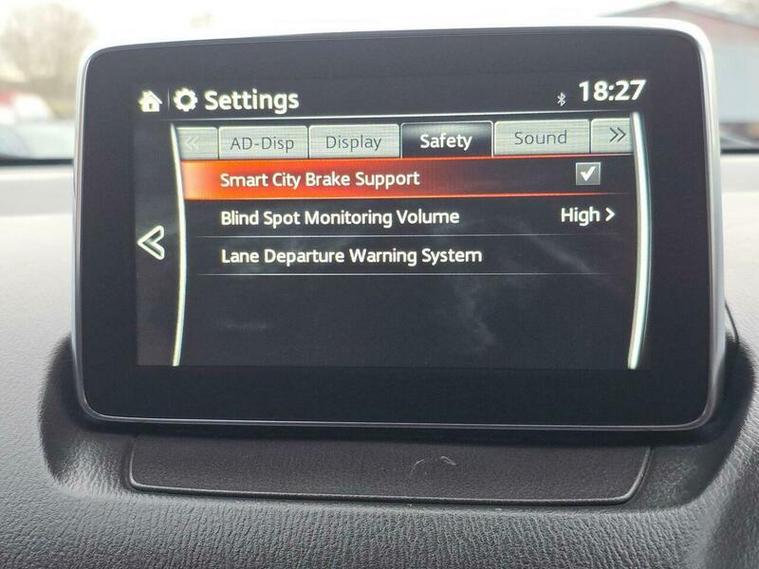 Settings 18:27
AD-Disp Display Safety Sound
Smart City Brake Support
Blind Spot Monitoring Volume High
Lane Departure Warning System